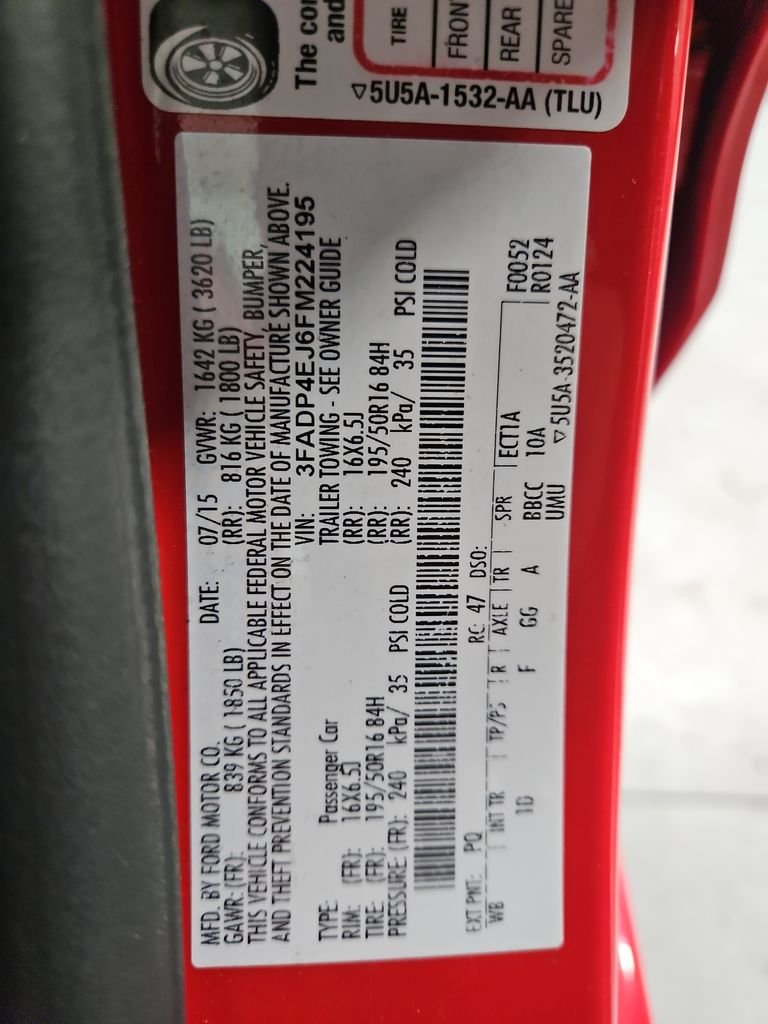 The
and
TIRE
FRONT
REAR
SPARE
▽5U5A-1532-AA (TLU)
MFD. BY FORD MOTOR CO. DATE: 07/15 GVWR: 1642 KG ( 3620 LB)
GAWR: (FR): 839 KG ( 1850 LB) (RR): 816 KG ( 1800 LB)
THIS VEHICLE CONFORMS TO ALL APPLICABLE FEDERAL MOTOR VEHICLE SAFETY, BUMPER,
AND THEFT PREVENTION STANDARDS IN EFFECT ON THE DATE OF MANUFACTURE SHOWN ABOVE.
VIN: 3FADP4EJ6FM224195
TYPE: Passenger Car TRAILER TOWING - SEE OWNER GUIDE
RIM: (FR): 16X6.5J (RR): 16X6.5J
TIRE: (FR): 195/50R16 84H (RR): 195/50R16 84H
PRESSURE: (FR): 240 kPa/ 35 PSI COLD (RR): 240 kPa/ 35 PSI COLD
EXT PNT: PQ RC: 47 DSO: F0052
WB INT TR TP/PS R AXLE TR SPR ECT1A R0124
1D F GG A BBCC 10A
UMU ▽5U5A-3520472-AA